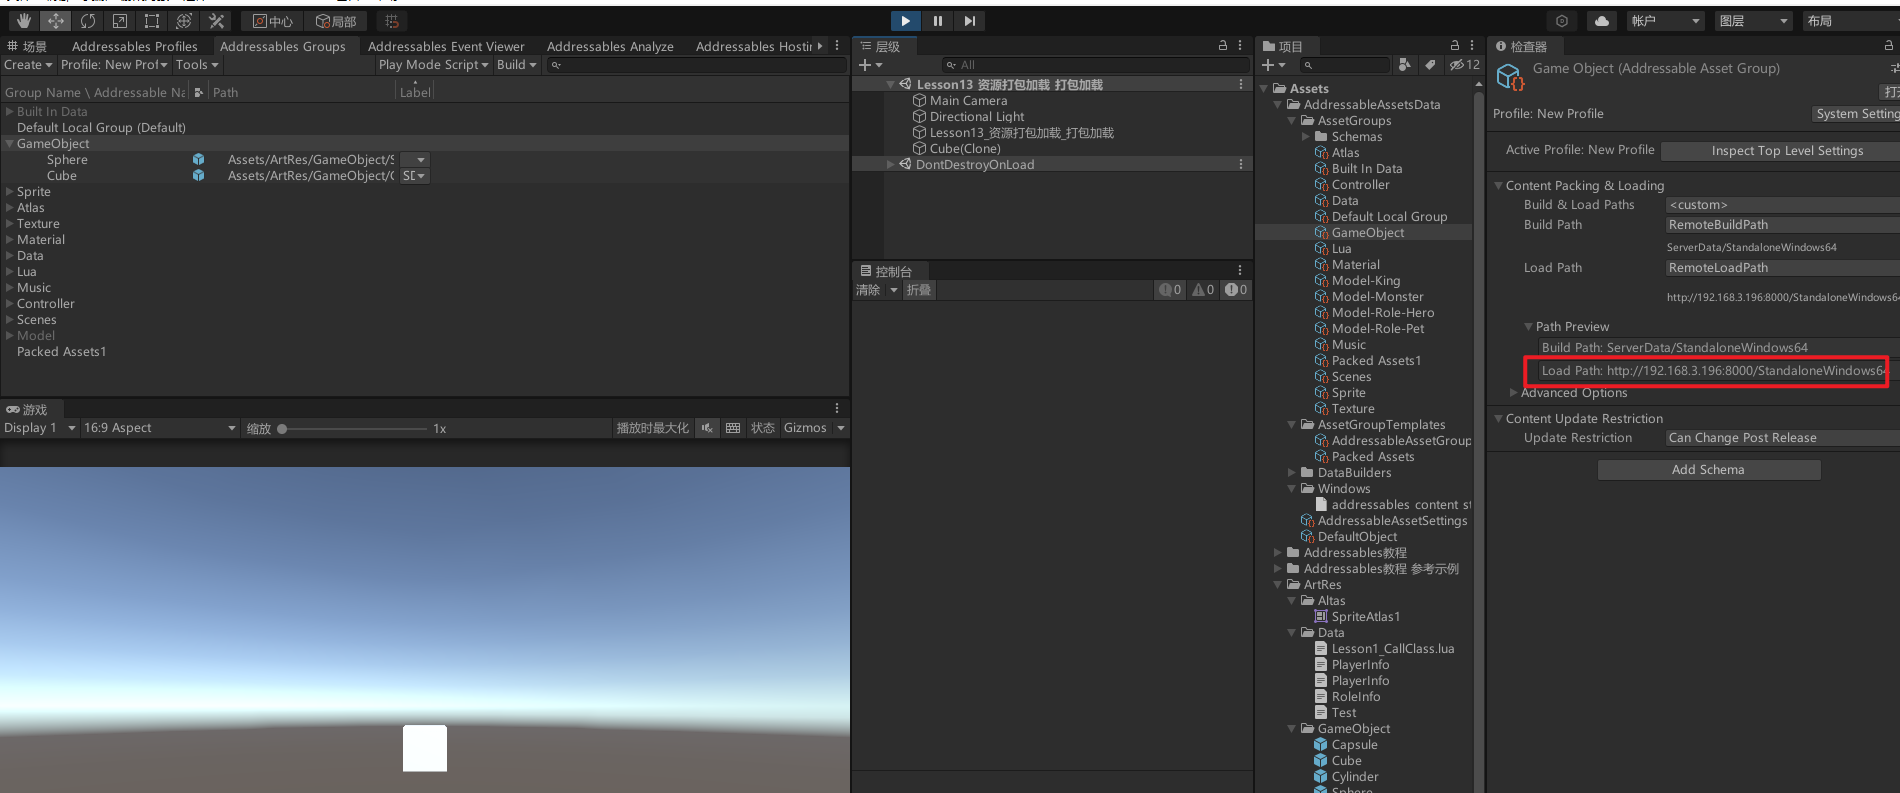 中心
局部
帐户
图层
布局
场景
Addressables Profiles
Addressables Groups
Addressables Event Viewer
Addressables Analyze
Addressables Hostin
Create
Profile: New Prof
Tools
Play Mode Script
Build
Group Name \ Addressable Na
Path
Label
Built In Data
Default Local Group (Default)
GameObject
Sphere
Assets/ArtRes/GameObject/S
Cube
Assets/ArtRes/GameObject/C
SD
Sprite
Atlas
Texture
Material
Data
Lua
Music
Controller
Scenes
Model
Packed Assets1
游戏
Display 1
16:9 Aspect
缩放
1x
播放时最大化
状态
Gizmos
层级
All
Lesson13_资源打包加载_打包加载
Main Camera
Directional Light
Lesson13_资源打包加载_打包加载
Cube(Clone)
DontDestroyOnLoad
控制台
清除
折叠
0
0
0
项目
12
Assets
AddressableAssetsData
AssetGroups
Schemas
Atlas
Built In Data
Controller
Data
Default Local Group
GameObject
Lua
Material
Model-King
Model-Monster
Model-Role-Hero
Model-Role-Pet
Music
Packed Assets1
Scenes
Sprite
Texture
AssetGroupTemplates
AddressableAssetGroup
Packed Assets
DataBuilders
Windows
addressables_content_st
AddressableAssetSettings
DefaultObject
Addressables教程
Addressables教程_参考示例
ArtRes
Altas
SpriteAtlas1
Data
Lesson1_CallClass.lua
PlayerInfo
PlayerInfo
RoleInfo
Test
GameObject
Capsule
Cube
Cylinder
Sphere
检查器
Game Object (Addressable Asset Group)
打开
Profile: New Profile
System Setting
Active Profile: New Profile
Inspect Top Level Settings
Content Packing & Loading
Build & Load Paths
<custom>
Build Path
RemoteBuildPath
ServerData/StandaloneWindows64
Load Path
RemoteLoadPath
http://192.168.3.196:8000/StandaloneWindows64
Path Preview
Build Path: ServerData/StandaloneWindows64
Load Path: http://192.168.3.196:8000/StandaloneWindows64
Advanced Options
Content Update Restriction
Update Restriction
Can Change Post Release
Add Schema